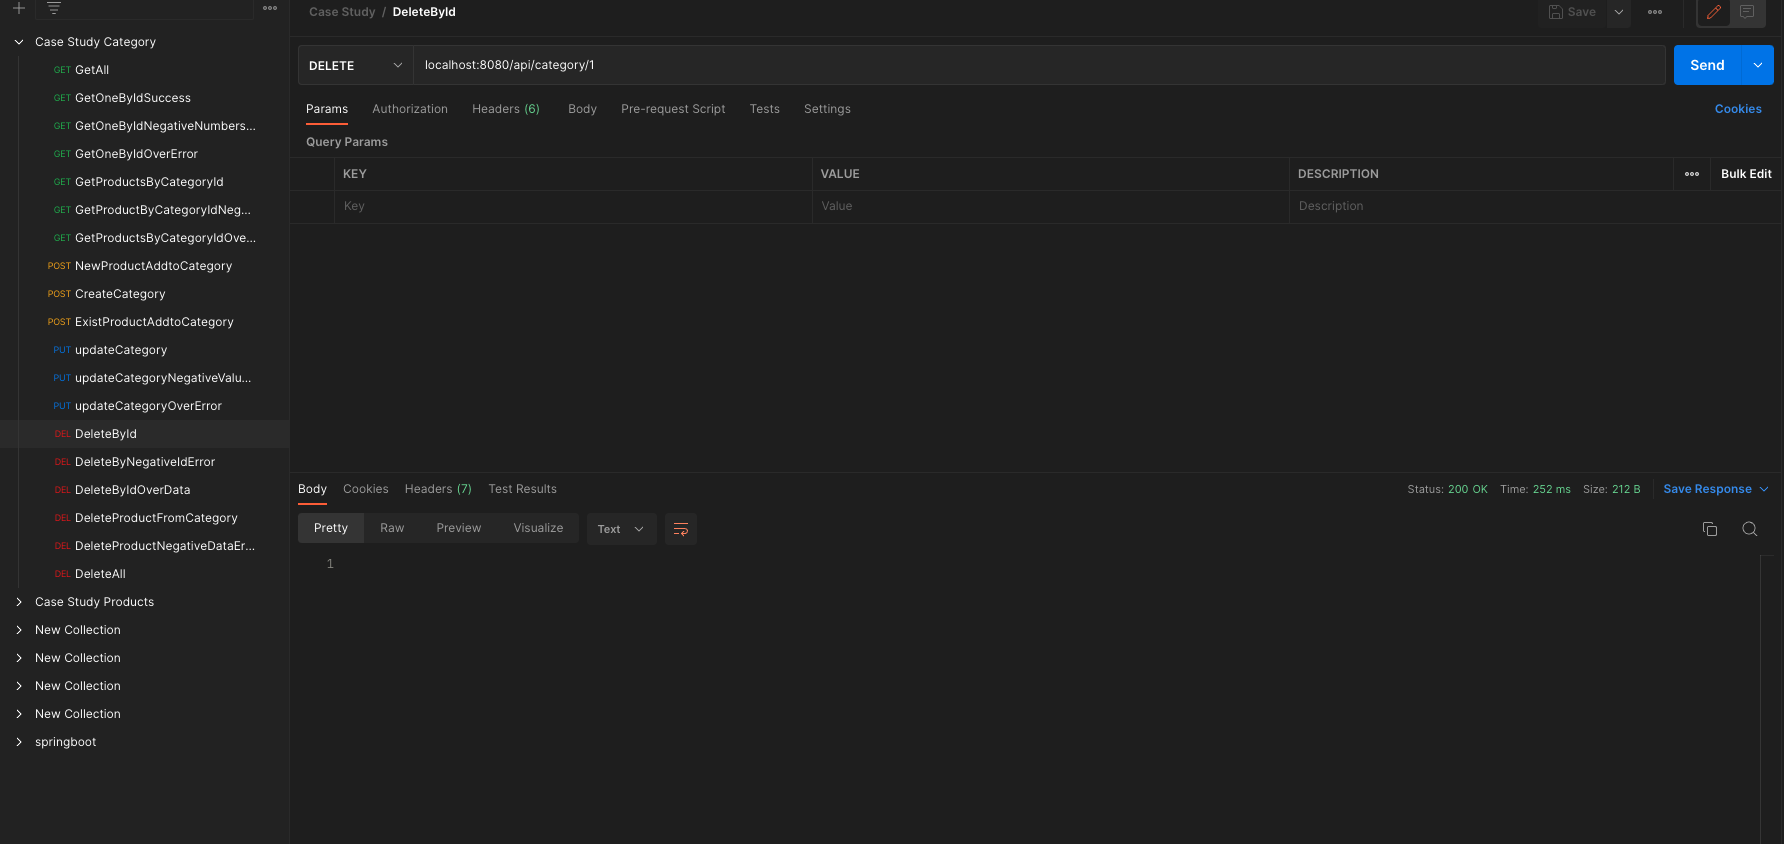 Case Study / DeleteById
Save
Case Study Category
GET GetAll
GET GetOneByIdSuccess
GET GetOneByIdNegativeNumbers...
GET GetOneByIdOverError
GET GetProductsByCategoryId
GET GetProductByCategoryIdNeg...
GET GetProductsByCategoryIdOve...
POST NewProductAddtoCategory
POST CreateCategory
POST ExistProductAddtoCategory
PUT updateCategory
PUT updateCategoryNegativeValu...
PUT updateCategoryOverError
DEL DeleteById
DEL DeleteByNegativeIdError
DEL DeleteByIdOverData
DEL DeleteProductFromCategory
DEL DeleteProductNegativeDataEr...
DEL DeleteAll
Case Study Products
New Collection
New Collection
New Collection
New Collection
springboot
DELETE localhost:8080/api/category/1 Send
Params Authorization Headers (6) Body Pre-request Script Tests Settings Cookies
Query Params
KEY VALUE DESCRIPTION Bulk Edit
Key Value Description
Body Cookies Headers (7) Test Results Status: 200 OK Time: 252 ms Size: 212 B Save Response
Pretty Raw Preview Visualize Text
1